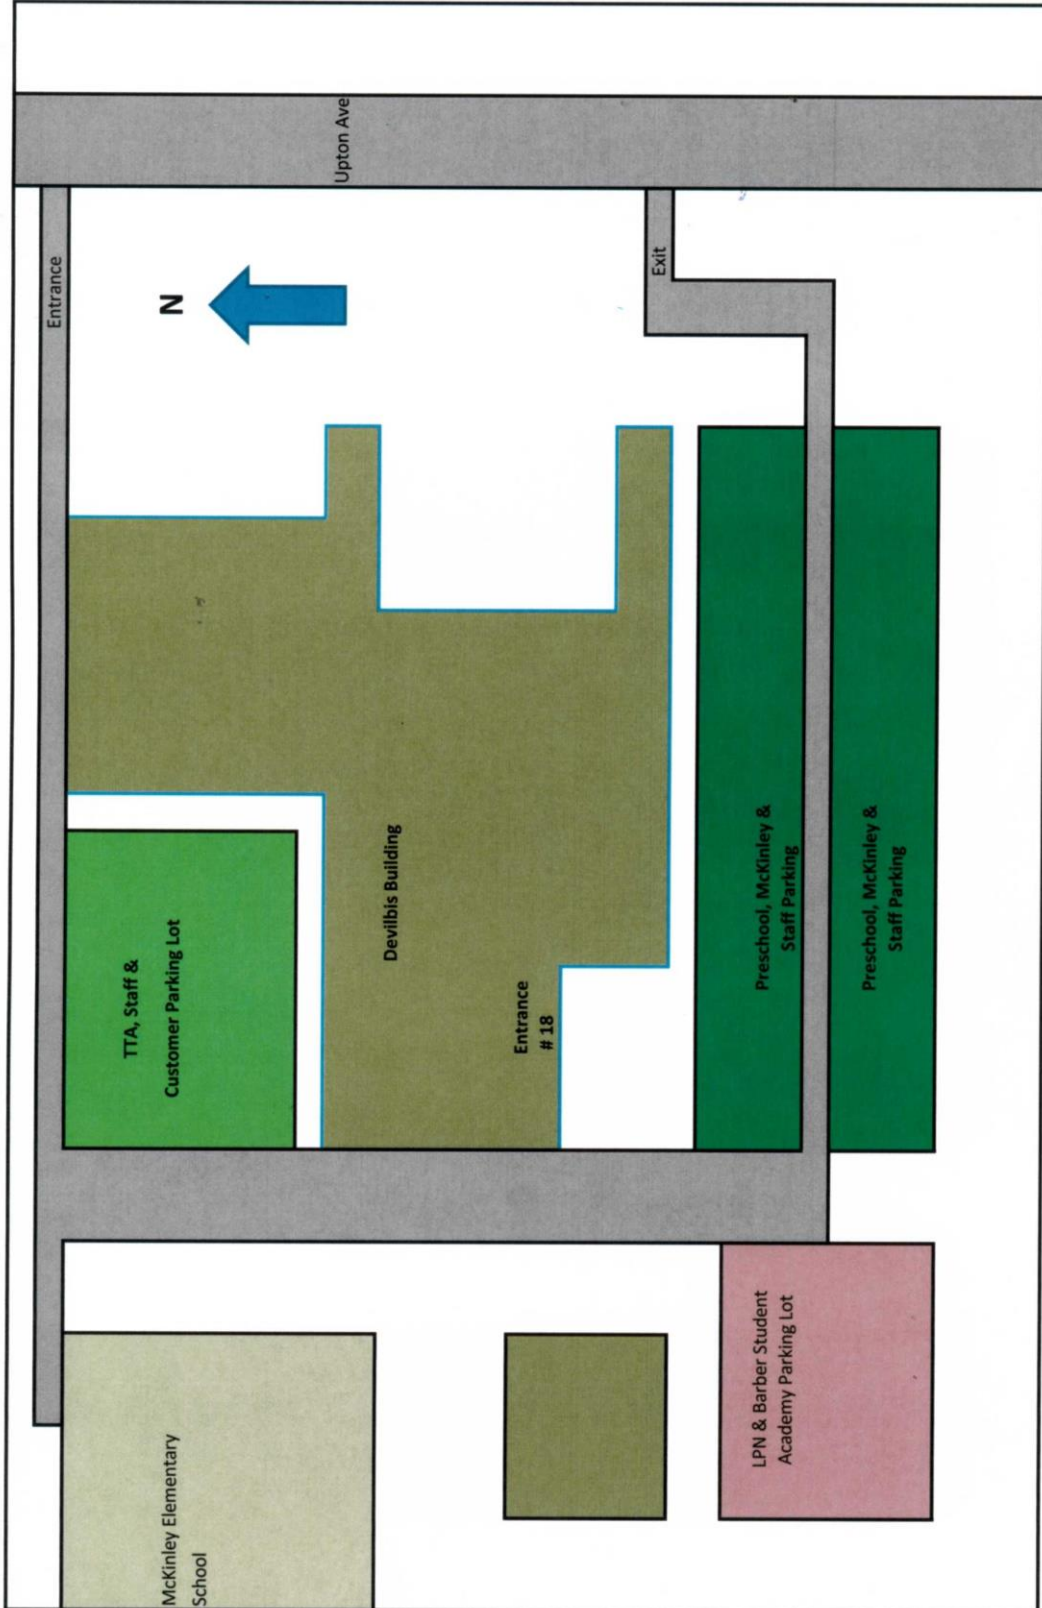 Entrance
N
Upton Ave
TTA, Staff &
Customer Parking Lot
McKinley Elementary
School
Devilbis Building
Entrance
# 18
Exit
LPN & Barber Student
Academy Parking Lot
Preschool, McKinley &
Staff Parking
Preschool, McKinley &
Staff Parking